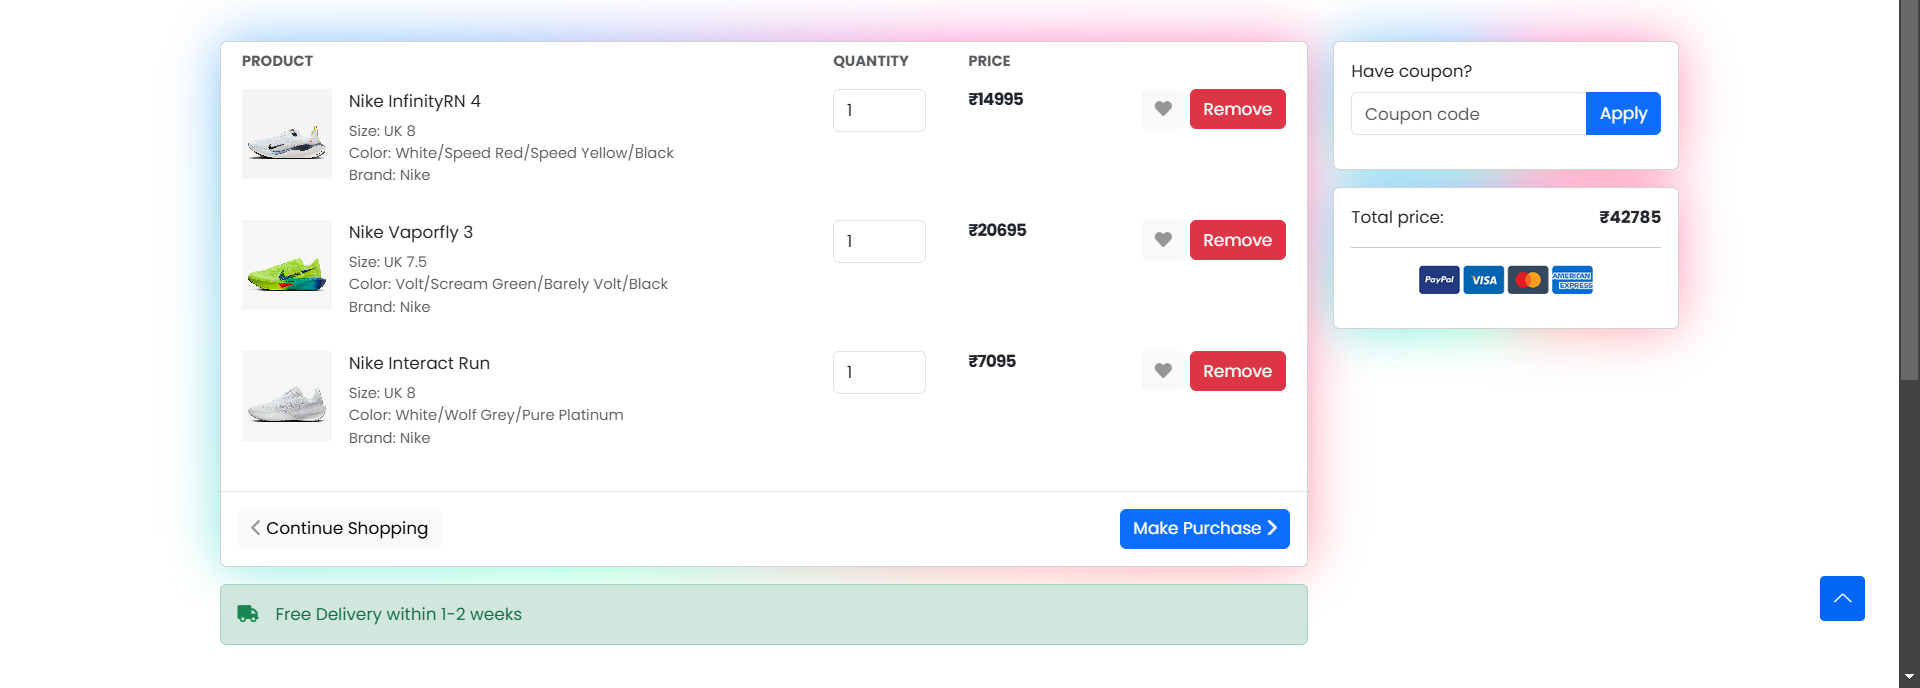 PRODUCT QUANTITY PRICE
Nike InfinityRN 4 1 ₹14995 Remove
Size: UK 8
Color: White/Speed Red/Speed Yellow/Black
Brand: Nike
Nike Vaporfly 3 1 ₹20695 Remove
Size: UK 7.5
Color: Volt/Scream Green/Barely Volt/Black
Brand: Nike
Nike Interact Run 1 ₹7095 Remove
Size: UK 8
Color: White/Wolf Grey/Pure Platinum
Brand: Nike
Continue Shopping Make Purchase
Free Delivery within 1-2 weeks
Have coupon?
Coupon code Apply
Total price: ₹42785
PayPal VISA AMERICAN EXPRESS